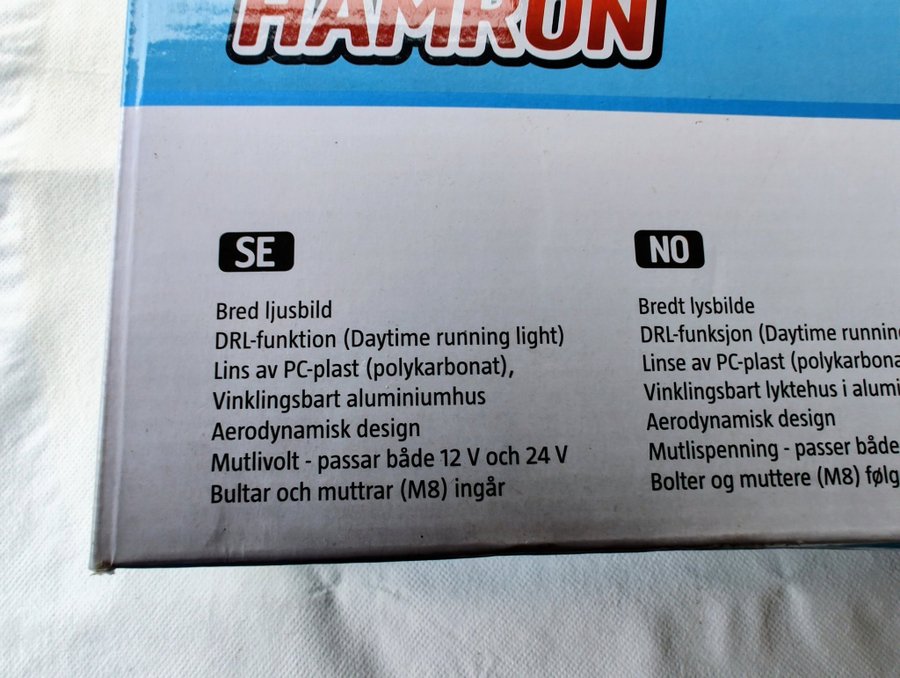 HAMRON
SE
Bred ljusbild
DRL-funktion (Daytime running light)
Lins av PC-plast (polykarbonat),
Vinklingsbart aluminiumhus
Aerodynamisk design
Mutlivolt - passar både 12 V och 24 V
Bultar och muttrar (M8) ingår
NO
Bredt lysbilde
DRL-funksjon (Daytime
Linse av PC-plast
Vinklingsbart lyktehus i
Aerodynamisk design
Mutlispenning - passer både
Bolter og muttere (M8)